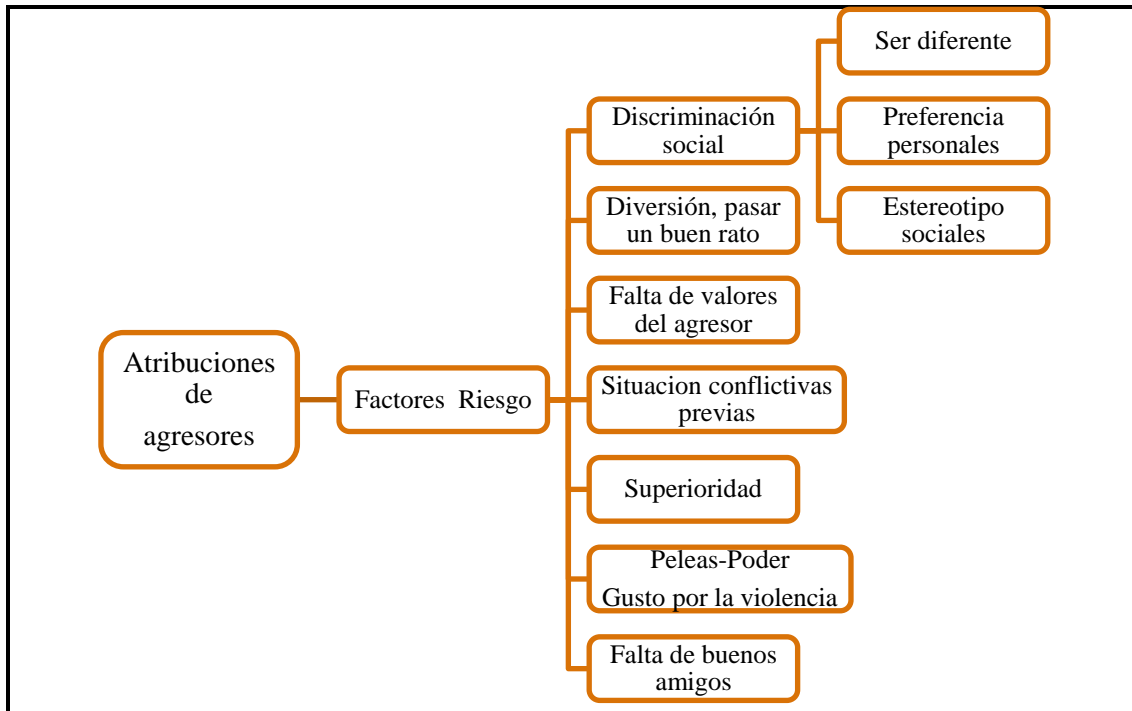 Atribuciones
de
agresores
Factores Riesgo
Discriminación
social
Ser diferente
Preferencia
personales
Estereotipo
sociales
Diversión, pasar
un buen rato
Falta de valores
del agresor
Situacion conflictivas
previas
Superioridad
Peleas-Poder
Gusto por la violencia
Falta de buenos
amigos